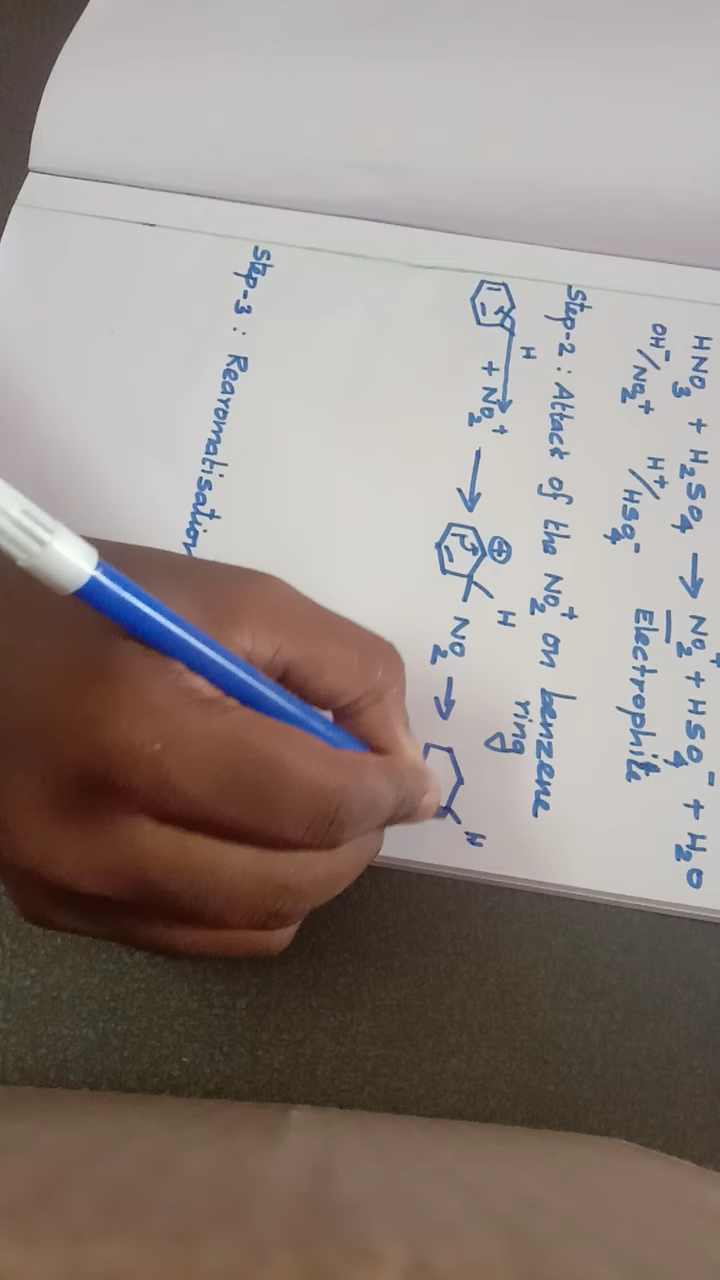 HNO₃ + H₂SO₄ → NO₂⁺ + HSO₄⁻ + H₂O
OH⁻/NO₂⁺ H⁺/HSO₄⁻ Electrophile
Step-2: Attack of the NO₂⁺ on benzene
ring
H + NO₂⁺ → ⊕ H NO₂ → H
Step-3: Rearomatisation